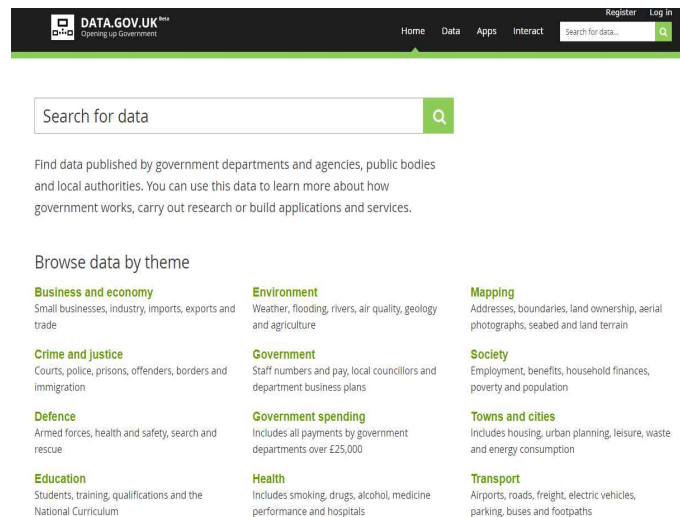 Register Log in
DATA.GOV.UK Beta
Opening up Government
Home Data Apps Interact Search for data...
Search for data
Find data published by government departments and agencies, public bodies
and local authorities. You can use this data to learn more about how
government works, carry out research or build applications and services.
Browse data by theme
Business and economy
Small businesses, industry, imports, exports and
trade
Environment
Weather, flooding, rivers, air quality, geology
and agriculture
Mapping
Addresses, boundaries, land ownership, aerial
photographs, seabed and land terrain
Crime and justice
Courts, police, prisons, offenders, borders and
immigration
Government
Staff numbers and pay, local councillors and
department business plans
Society
Employment, benefits, household finances,
poverty and population
Defence
Armed forces, health and safety, search and
rescue
Government spending
Includes all payments by government
departments over £25,000
Towns and cities
Includes housing, urban planning, leisure, waste
and energy consumption
Education
Students, training, qualifications and the
National Curriculum
Health
Includes smoking, drugs, alcohol, medicine
performance and hospitals
Transport
Airports, roads, freight, electric vehicles,
parking, buses and footpaths